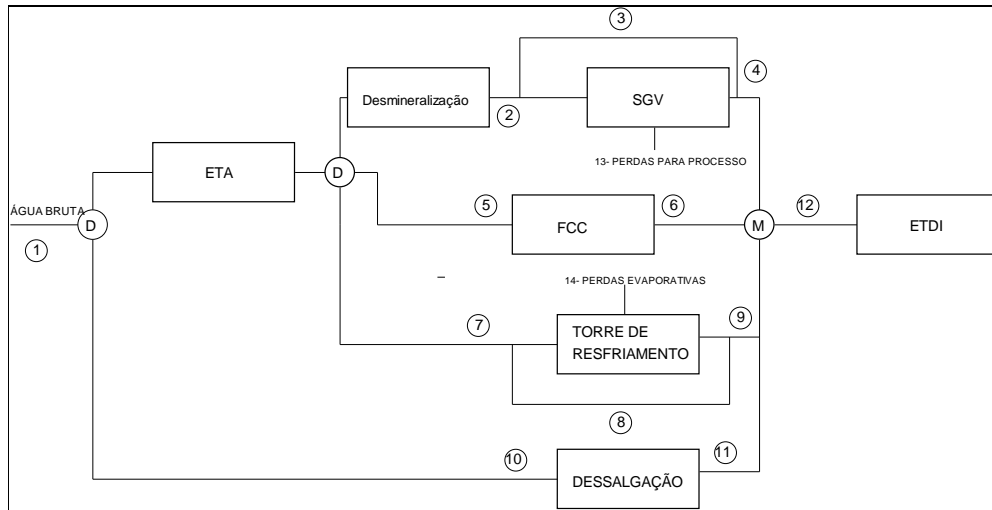 3
4
Desmineralização
2
SGV
13- PERDAS PARA PROCESSO
ETA
D
ÁGUA BRUTA
D
1
5
FCC
6
M
12
ETDI
14- PERDAS EVAPORATIVAS
7
TORRE DE
RESFRIAMENTO
9
8
10
DESSALGAÇÃO
11